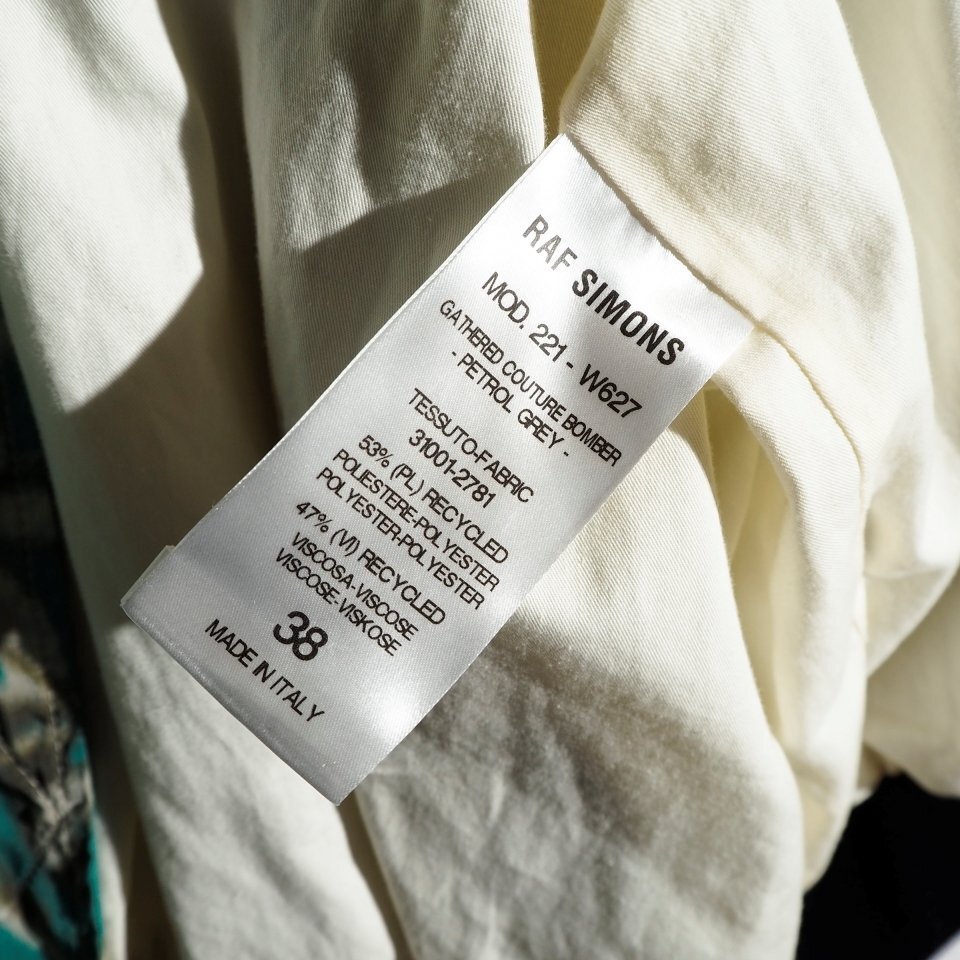 RAF SIMONS
MOD. 221 - W627
GATHERED COUTURE BOMBER
- PETROL GREY -
TESSUTO-FABRIC
31001-2781
53% (PL) RECYCLED
POLIESTERE-POLYESTER
POLYESTER-POLYESTER
47% (VI) RECYCLED
VISCOSA-VISCOSE
VISCOSE-VISKOSE
38
MADE IN ITALY